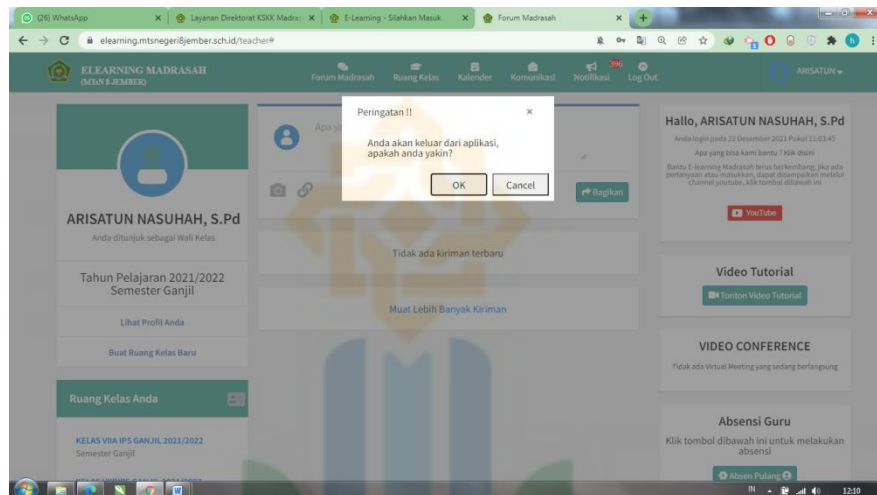 (26) WhatsApp
Layanan Direktorat KSKK Madra
E-Learning - Silahkan Masuk
Forum Madrasah
elearning.mtsnegeri8jember.sch.id/teacher#
ELEARNING MADRASAH
(MTsN 8 JEMBER)
Forum Madrasah
Ruang Kelas
Kalender
Komunikasi
Notifikasi
396
Log Out
ARISATUN
ARISATUN NASUHAH, S.Pd
Anda ditunjuk sebagai Wali Kelas
Tahun Pelajaran 2021/2022
Semester Ganjil
Lihat Profil Anda
Buat Ruang Kelas Baru
Ruang Kelas Anda
KELAS VIIA IPS GANJIL 2021/2022
Semester Ganjil
Apa ya
Peringatan !!
Anda akan keluar dari aplikasi,
apakah anda yakin?
OK
Cancel
Bagikan
Tidak ada kiriman terbaru
Muat Lebih Banyak Kiriman
Hallo, ARISATUN NASUHAH, S.Pd
Anda login pada 22 Desember 2021 Pukul 11:03:45
Apa yang bisa kami bantu ? Klik disini
Bantu E-learning Madrasah terus berkembang, jika ada
pertanyaan atau masukkan, dapat disampaikan melalui
channel youtube, klik tombol dibawah ini
YouTube
Video Tutorial
Tonton Video Tutorial
VIDEO CONFERENCE
Tidak ada Virtual Meeting yang sedang berlangsung
Absensi Guru
Klik tombol dibawah ini untuk melakukan
absensi
Absen Pulang
IN
12:10